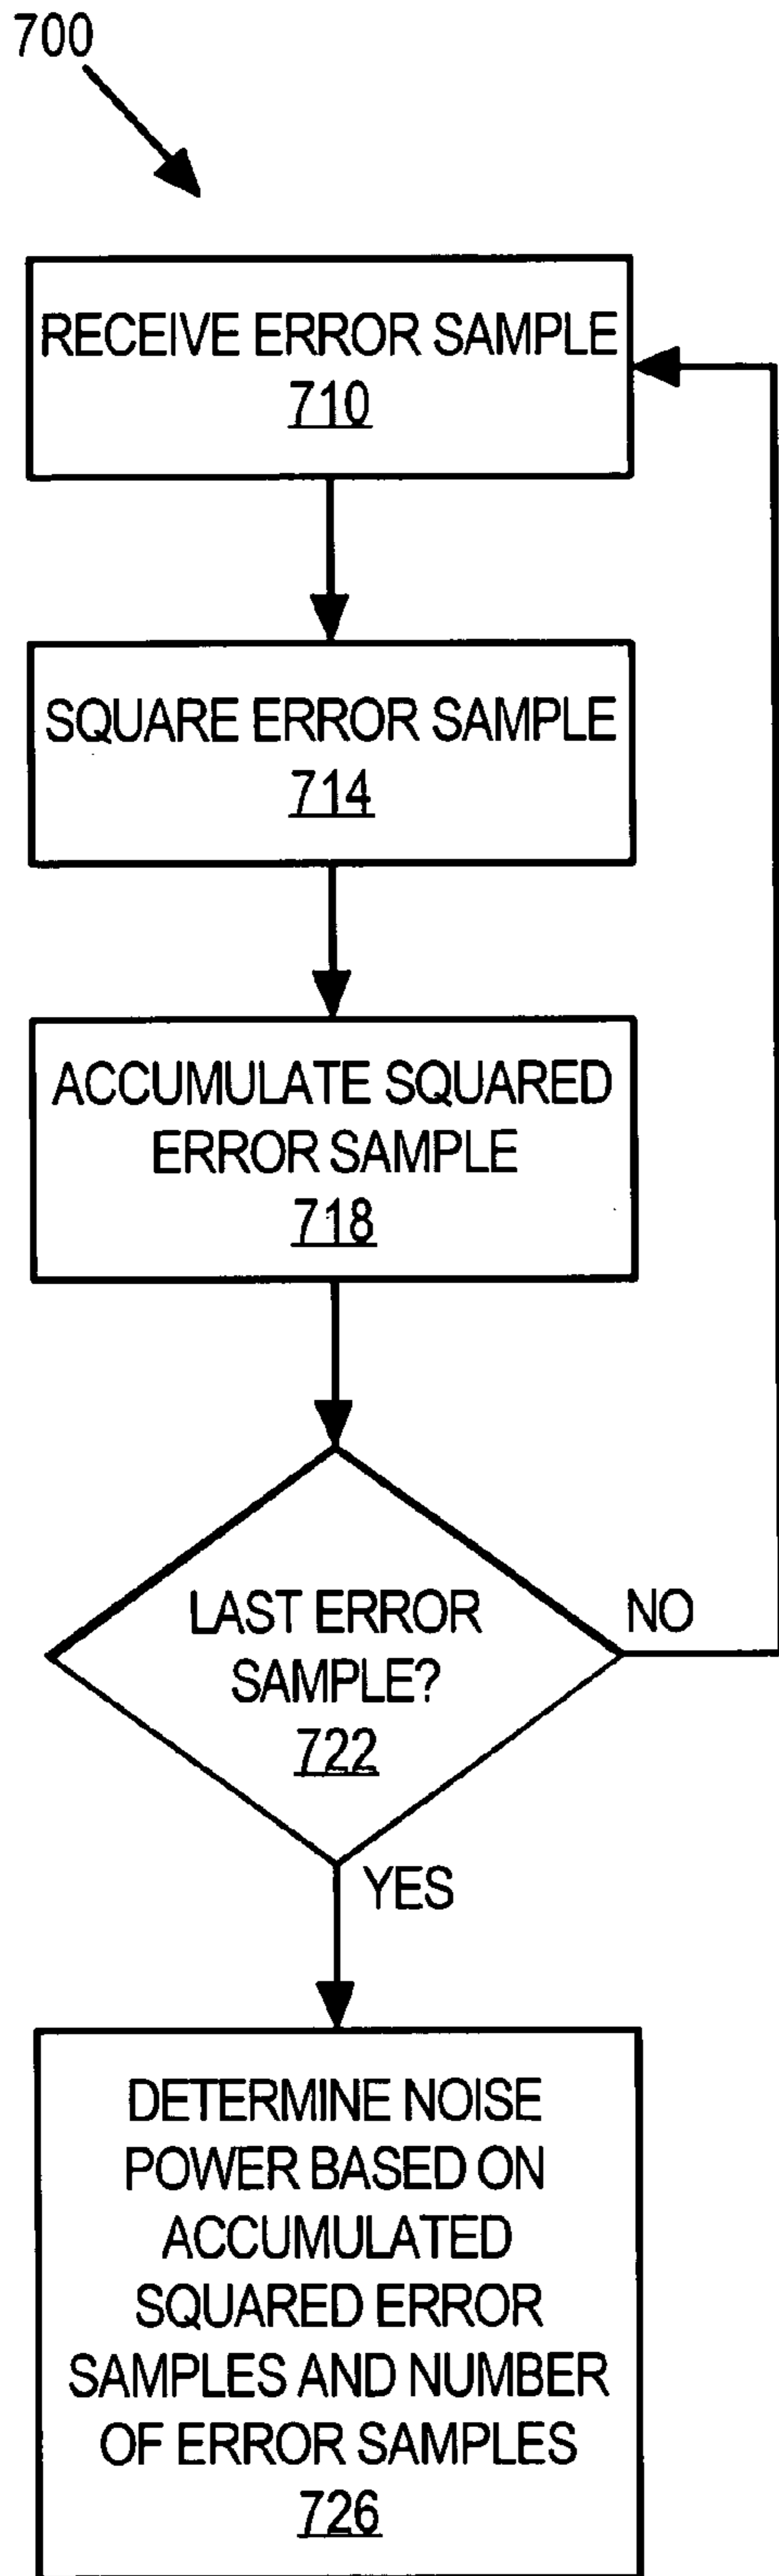 700
RECEIVE ERROR SAMPLE
710
SQUARE ERROR SAMPLE
714
ACCUMULATE SQUARED
ERROR SAMPLE
718
LAST ERROR
SAMPLE?
722
NO
YES
DETERMINE NOISE
POWER BASED ON
ACCUMULATED
SQUARED ERROR
SAMPLES AND NUMBER
OF ERROR SAMPLES
726